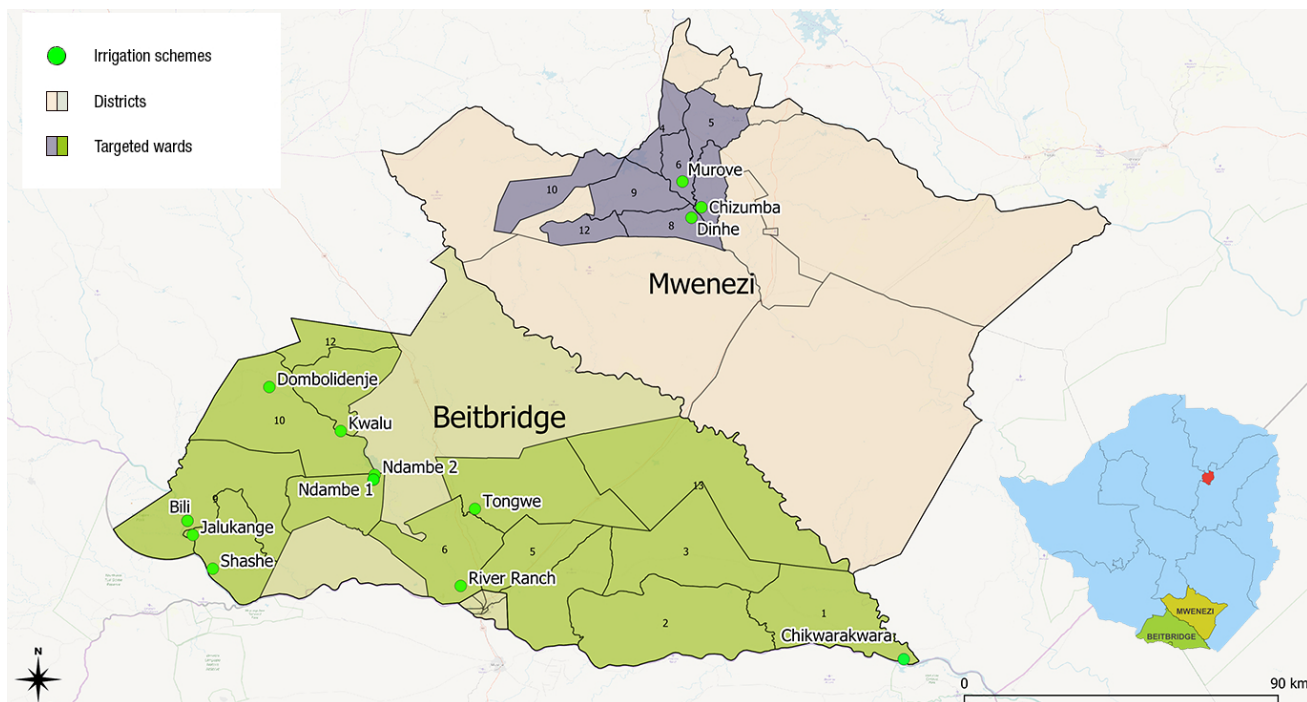 Irrigation schemes
Districts
Targeted wards
4
5
6
Murove
10
9
Chizumba
Dinhe
12
8
Mwenezi
12
Dombolidenje
Beitbridge
10
Kwalu
Ndambe 2
Ndambe 1
13
9
Bili
Tongwe
Jalukange
6
5
3
Shashe
River Ranch
2
1
Chikwarakwara
MWENEZI
BEITBRIDGE
N
0
90 km